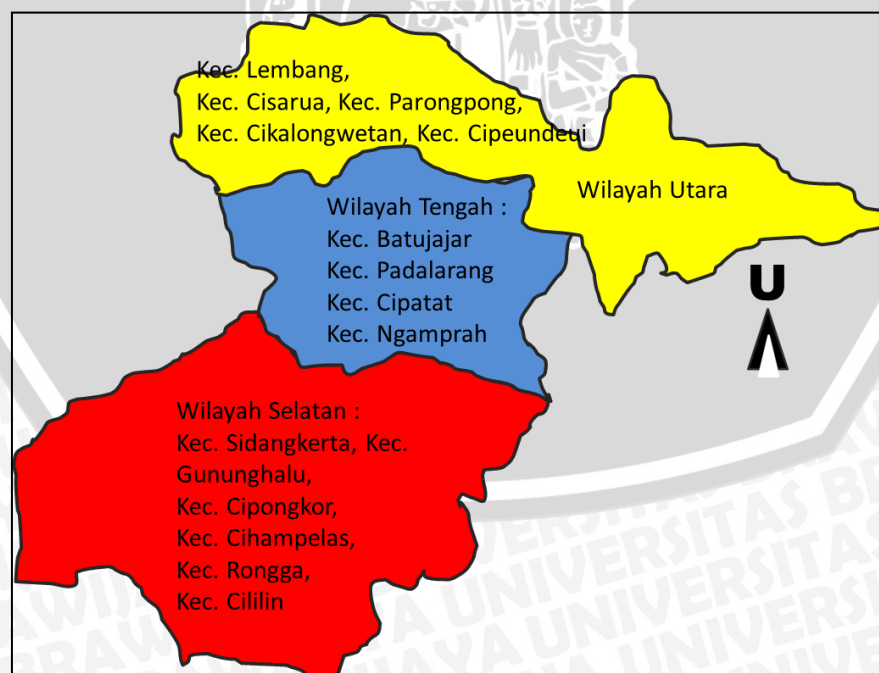 Kec. Lembang,
Kec. Cisarua, Kec. Parongpong,
Kec. Cikalongwetan, Kec. Cipeundeui
Wilayah Utara
Wilayah Tengah :
Kec. Batujajar
Kec. Padalarang
Kec. Cipatat
Kec. Ngamprah
U
Wilayah Selatan :
Kec. Sidangkerta, Kec.
Gununghalu,
Kec. Cipongkor,
Kec. Cihampelas,
Kec. Rongga,
Kec. Cililin